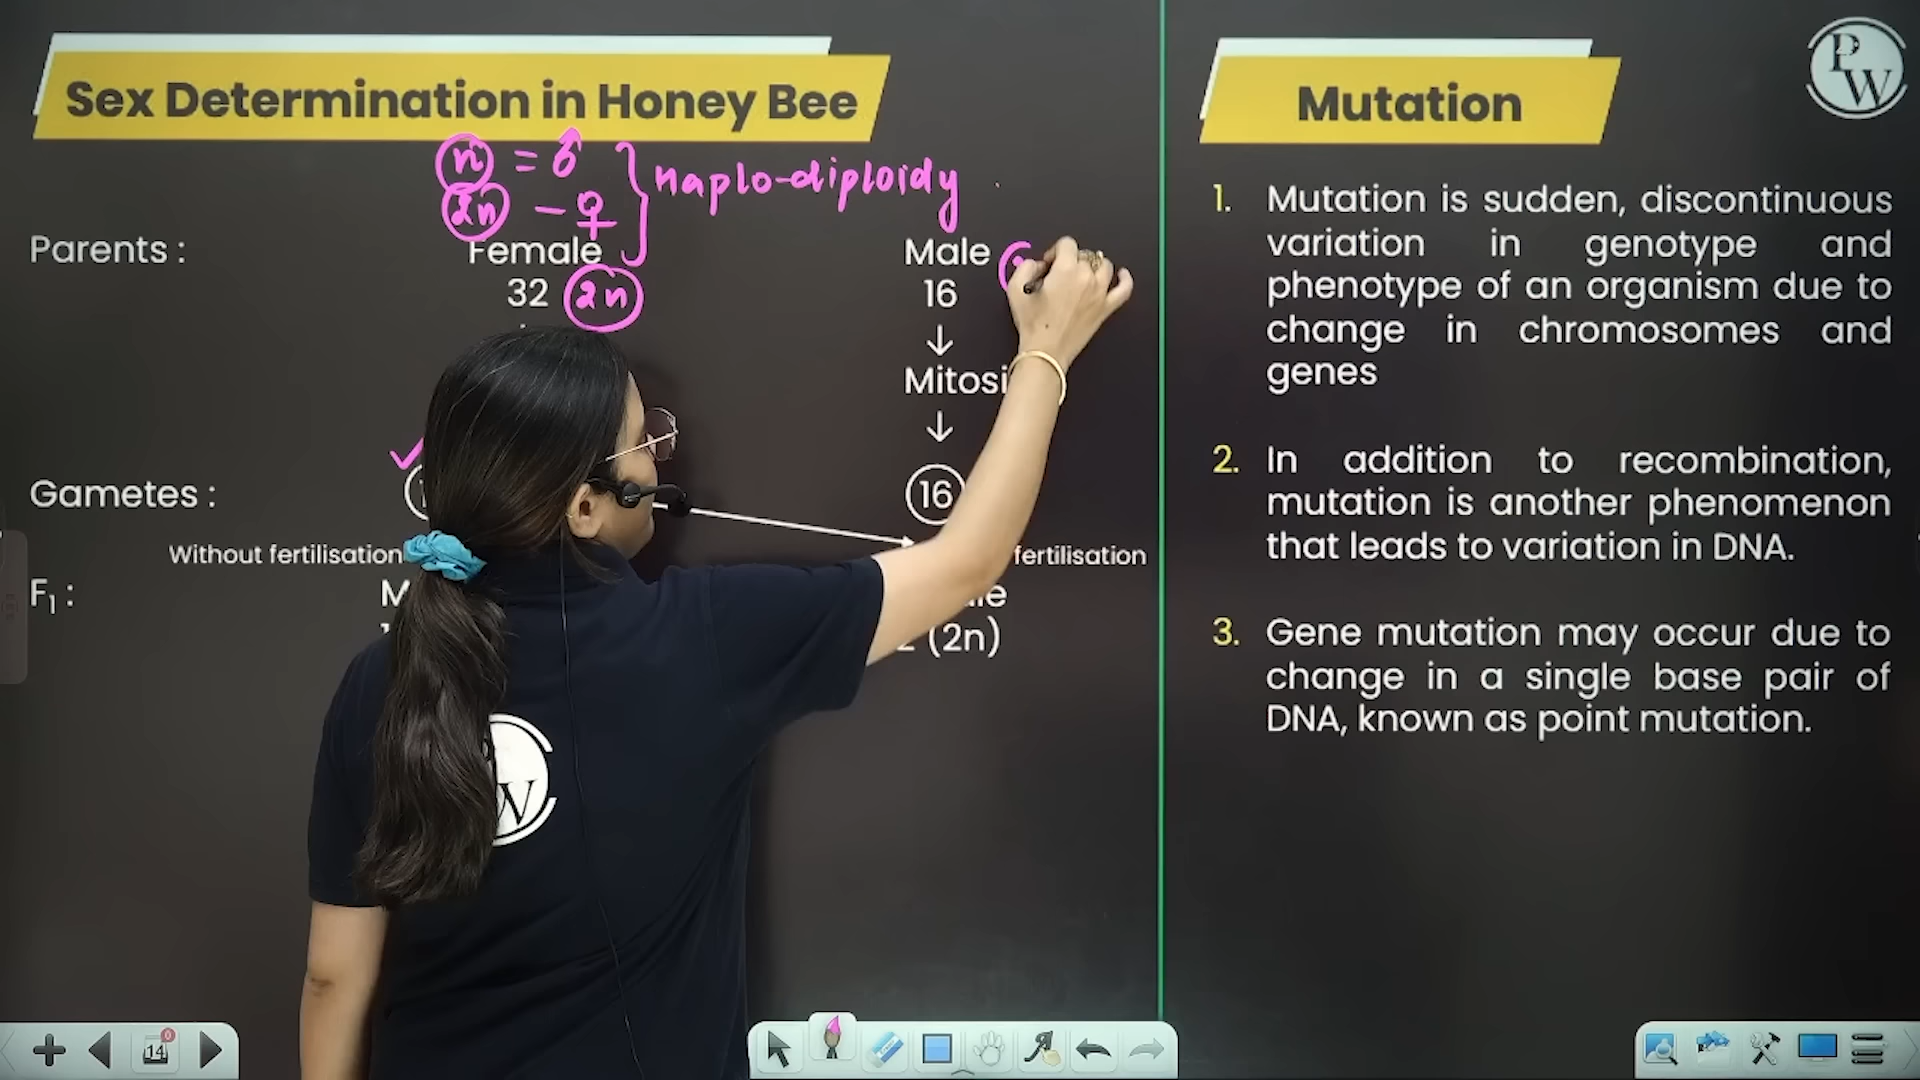 Sex Determination in Honey Bee
n = ♂
2n - ♀
haplo-diploidy
Parents : Female Male
32 2n 16
↓
Mitosi
↓
Gametes : 16
Without fertilisation fertilisation
F₁ :
(2n)
Mutation
PW
1. Mutation is sudden, discontinuous
variation in genotype and
phenotype of an organism due to
change in chromosomes and
genes
2. In addition to recombination,
mutation is another phenomenon
that leads to variation in DNA.
3. Gene mutation may occur due to
change in a single base pair of
DNA, known as point mutation.
W
14
0